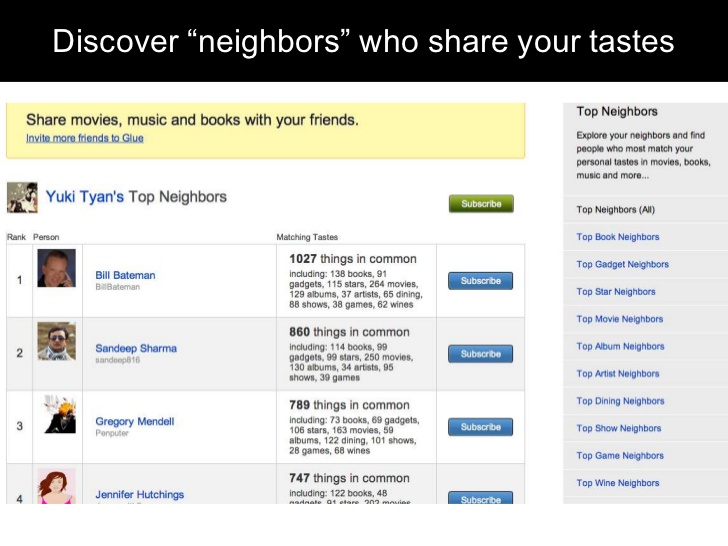 Discover “neighbors” who share your tastes
Share movies, music and books with your friends.
Invite more friends to Glue
Yuki Tyan's Top Neighbors
Subscribe
Rank Person Matching Tastes
1
Bill Bateman
BillBateman
1027 things in common
including: 138 books, 91
gadgets, 115 stars, 264 movies,
129 albums, 37 artists, 65 dining,
88 shows, 38 games, 62 wines
Subscribe
2
Sandeep Sharma
sandeep816
860 things in common
including: 114 books, 99
gadgets, 99 stars, 250 movies,
130 albums, 34 artists, 95
shows, 39 games
Subscribe
3
Gregory Mendell
Penputer
789 things in common
including: 73 books, 69 gadgets,
106 stars, 163 movies, 59
albums, 122 dining, 101 shows,
28 games, 68 wines
Subscribe
4
Jennifer Hutchings
747 things in common
including: 122 books, 48
gadgets, 91 stars, 202 movies,
Subscribe
Top Neighbors
Explore your neighbors and find
people who most match your
personal tastes in movies, books,
music and more...
Top Neighbors (All)
Top Book Neighbors
Top Gadget Neighbors
Top Star Neighbors
Top Movie Neighbors
Top Album Neighbors
Top Artist Neighbors
Top Dining Neighbors
Top Show Neighbors
Top Game Neighbors
Top Wine Neighbors